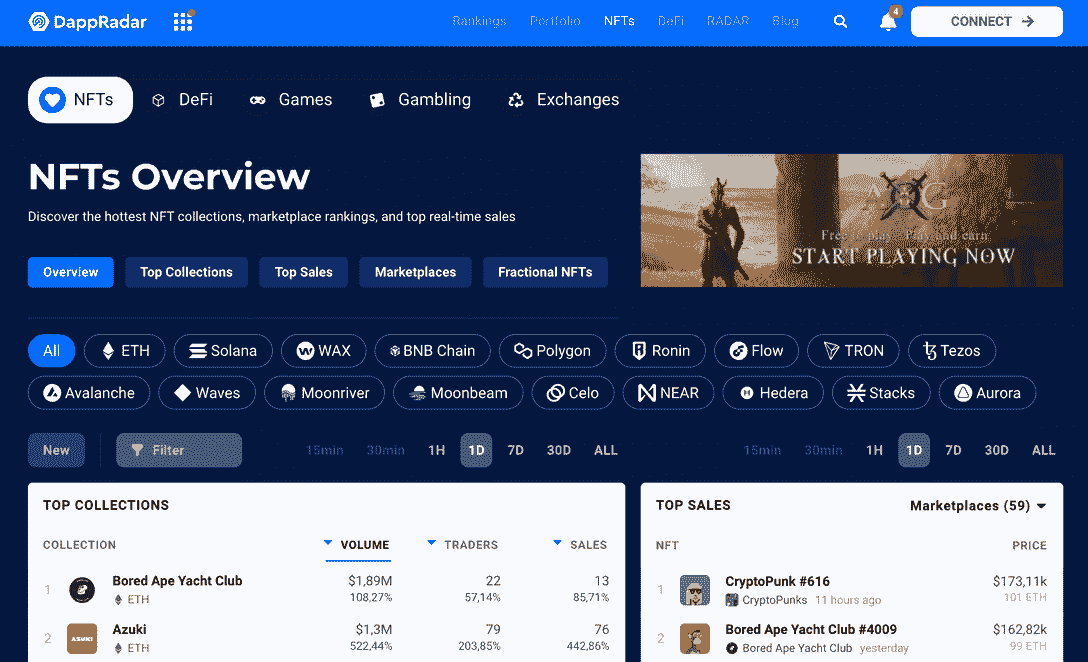 DappRadar Rankings Portfolio NFTs DeFi RADAR Blog 4 CONNECT →
NFTs DeFi Games Gambling Exchanges
NFTs Overview
Discover the hottest NFT collections, marketplace rankings, and top real-time sales
Overview Top Collections Top Sales Marketplaces Fractional NFTs
START PLAYING NOW
All ETH Solana WAX BNB Chain Polygon Ronin Flow TRON Tezos
Avalanche Waves Moonriver Moonbeam Celo NEAR Hedera Stacks Aurora
New Filter 15min 30min 1H 1D 7D 30D ALL 15min 30min 1H 1D 7D 30D ALL
TOP COLLECTIONS
COLLECTION VOLUME TRADERS SALES
1 Bored Ape Yacht Club $1,89M 22 13
ETH 108,27% 57,14% 85,71%
2 Azuki $1,3M 79 76
AZUKI ETH 522,44% 203,85% 442,86%
TOP SALES Marketplaces (59)
NFT PRICE
1 CryptoPunk #616 $173,11k
CryptoPunks 11 hours ago 101 ETH
2 Bored Ape Yacht Club #4009 $162,82k
Bored Ape Yacht Club yesterday 99 ETH